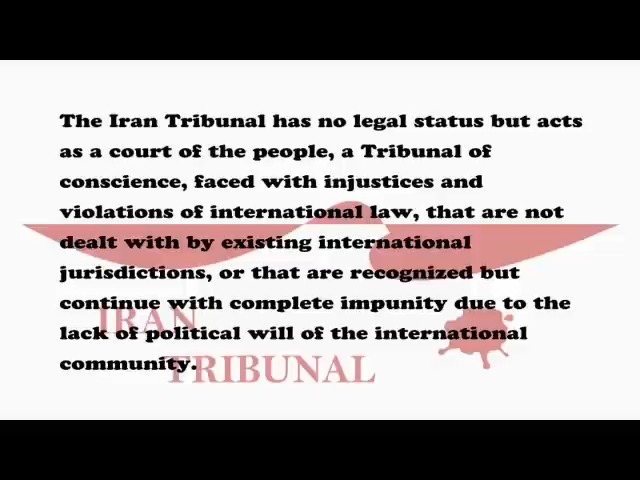 The Iran Tribunal has no legal status but acts
as a court of the people, a Tribunal of
conscience, faced with injustices and
violations of international law, that are not
dealt with by existing international
jurisdictions, or that are recognized but
continue with complete impunity due to the
lack of political will of the international
community.
IRAN
TRIBUNAL